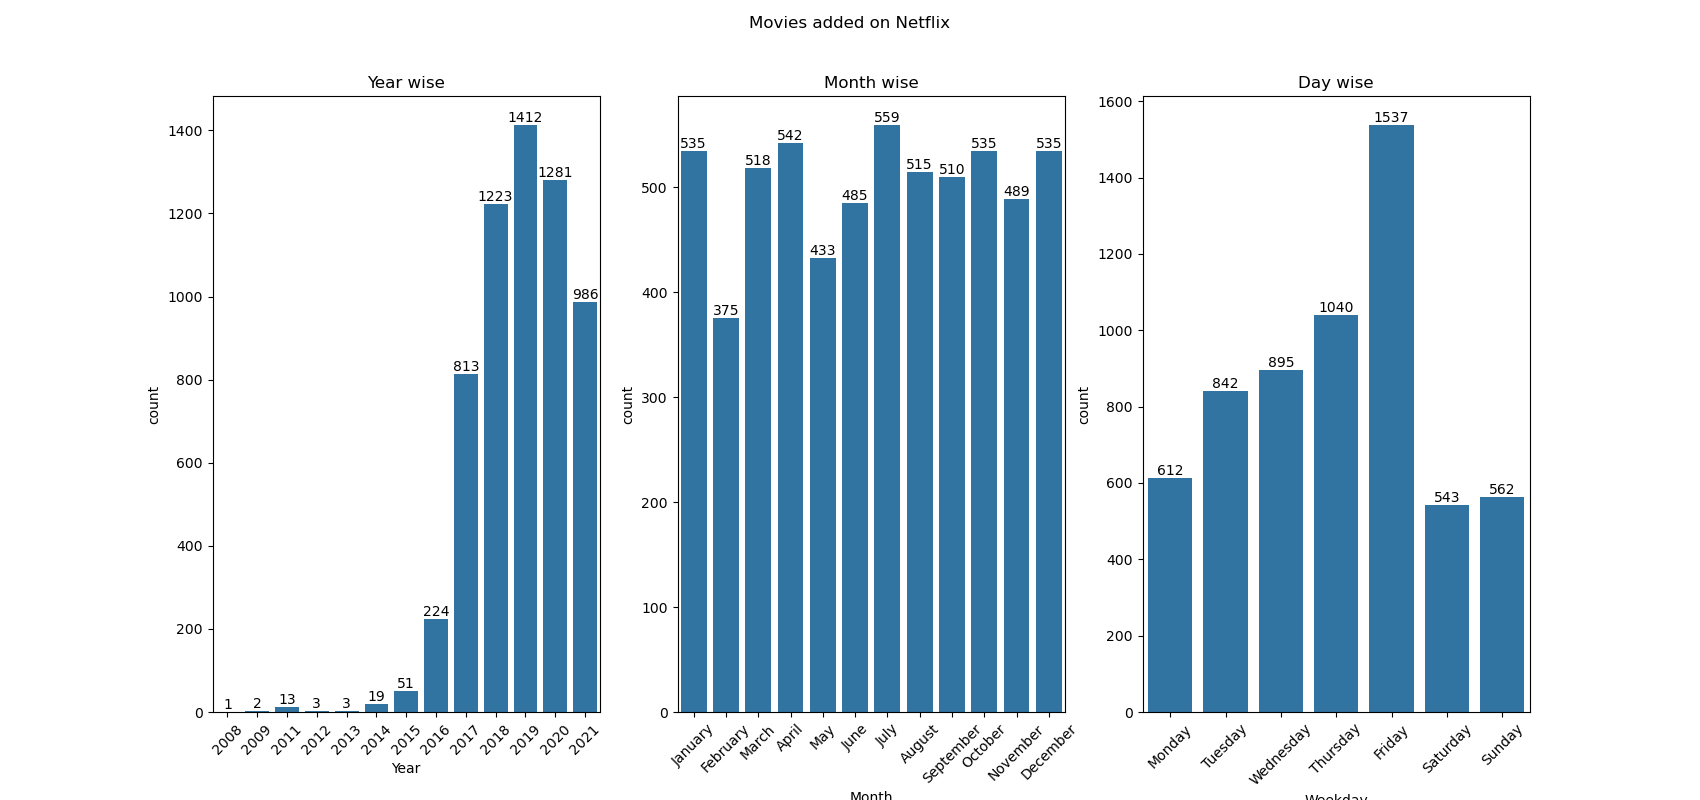 Movies added on Netflix
Year wise
1400
1200
1000
800
600
400
200
0
count
1
2
13
3
3
19
51
224
813
1223
1412
1281
986
2008
2009
2011
2012
2013
2014
2015
2016
2017
2018
2019
2020
2021
Year
Month wise
500
400
300
200
100
0
count
535
375
518
542
433
485
559
515
510
535
489
535
January
February
March
April
May
June
July
August
September
October
November
December
Month
Day wise
1600
1400
1200
1000
800
600
400
200
0
count
612
842
895
1040
1537
543
562
Monday
Tuesday
Wednesday
Thursday
Friday
Saturday
Sunday
Weekday